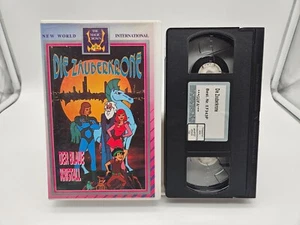 NEW WORLD INTERNATIONAL
DIE ZAUBERKRONE
DER BLAUE
KRISTALL
Die Zauberkrone